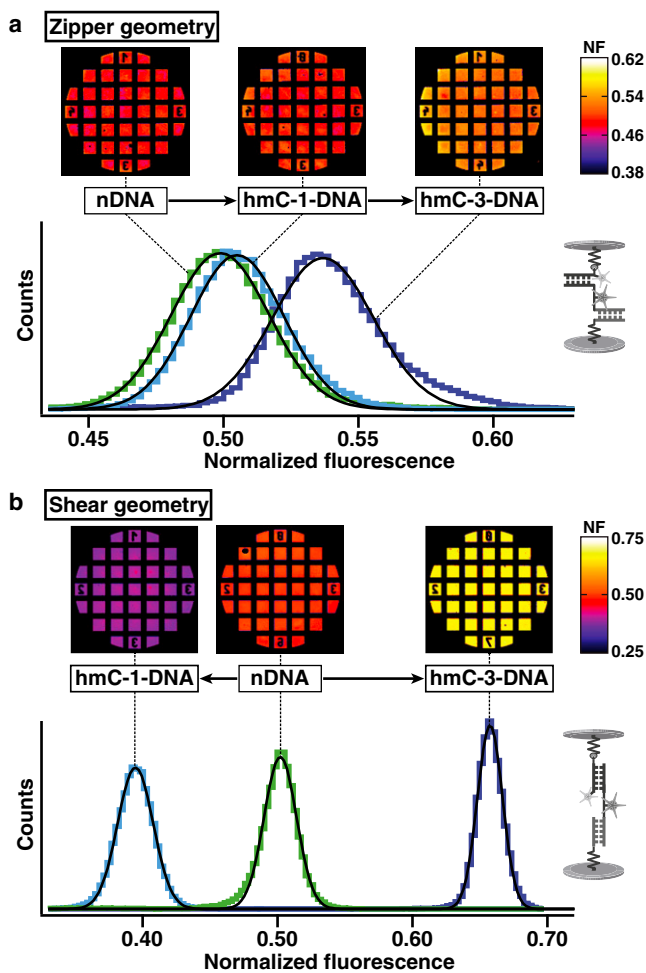 a Zipper geometry
NF
0.62
0.54
0.46
0.38
nDNA hmC-1-DNA hmC-3-DNA
Counts
0.45 0.50 0.55 0.60
Normalized fluorescence
b Shear geometry
NF
0.75
0.50
0.25
hmC-1-DNA nDNA hmC-3-DNA
Counts
0.40 0.50 0.60 0.70
Normalized fluorescence